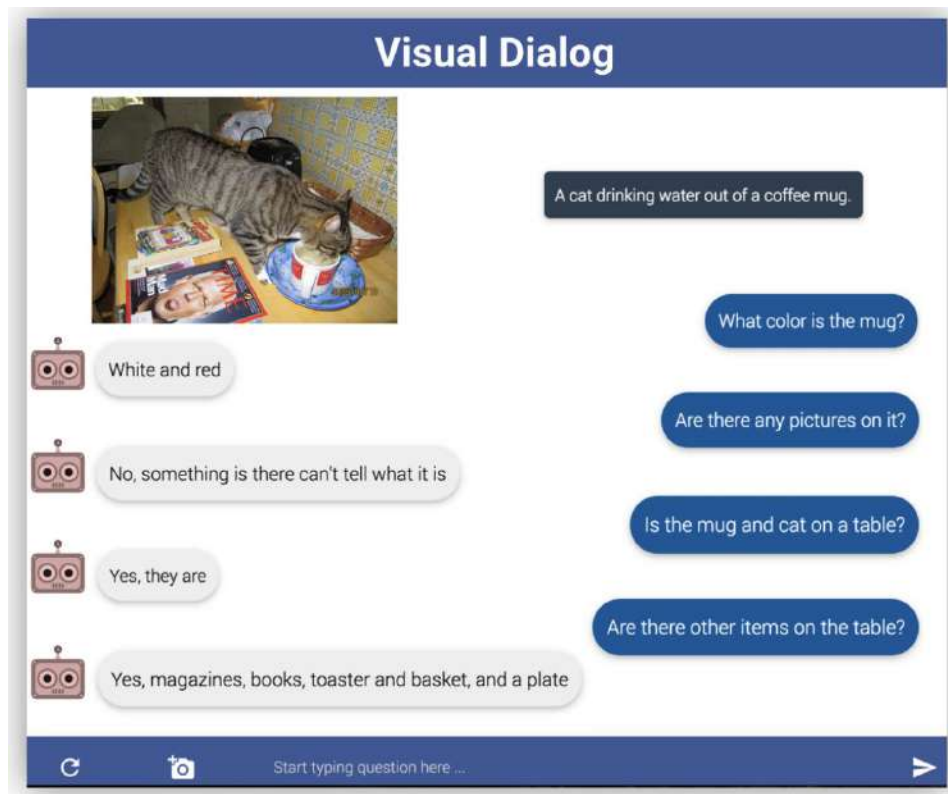 Visual Dialog
A cat drinking water out of a coffee mug.
What color is the mug?
White and red
Are there any pictures on it?
No, something is there can't tell what it is
Is the mug and cat on a table?
Yes, they are
Are there other items on the table?
Yes, magazines, books, toaster and basket, and a plate
Start typing question here ...